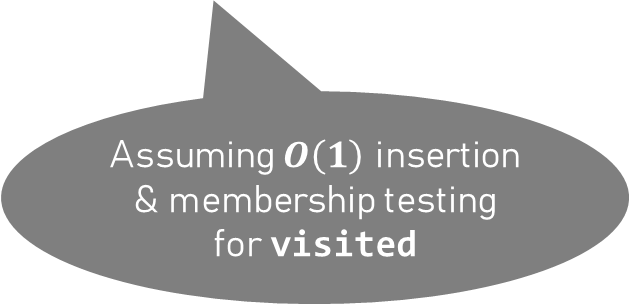 Assuming O(1) insertion
& membership testing
for visited